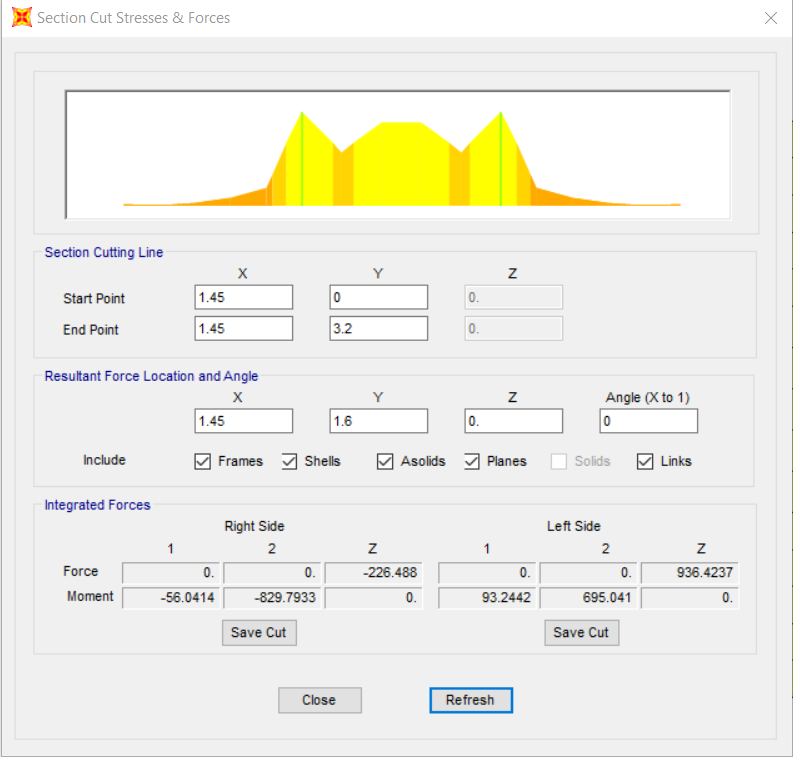 Section Cut Stresses & Forces
Section Cutting Line
X Y Z
Start Point 1.45 0 0.
End Point 1.45 3.2 0.
Resultant Force Location and Angle
X Y Z Angle (X to 1)
1.45 1.6 0. 0
Include Frames Shells Asolids Planes Solids Links
Integrated Forces
Right Side Left Side
1 2 Z 1 2 Z
Force 0. 0. -226.488 0. 0. 936.4237
Moment -56.0414 -829.7933 0. 93.2442 695.041 0.
Save Cut Save Cut
Close Refresh